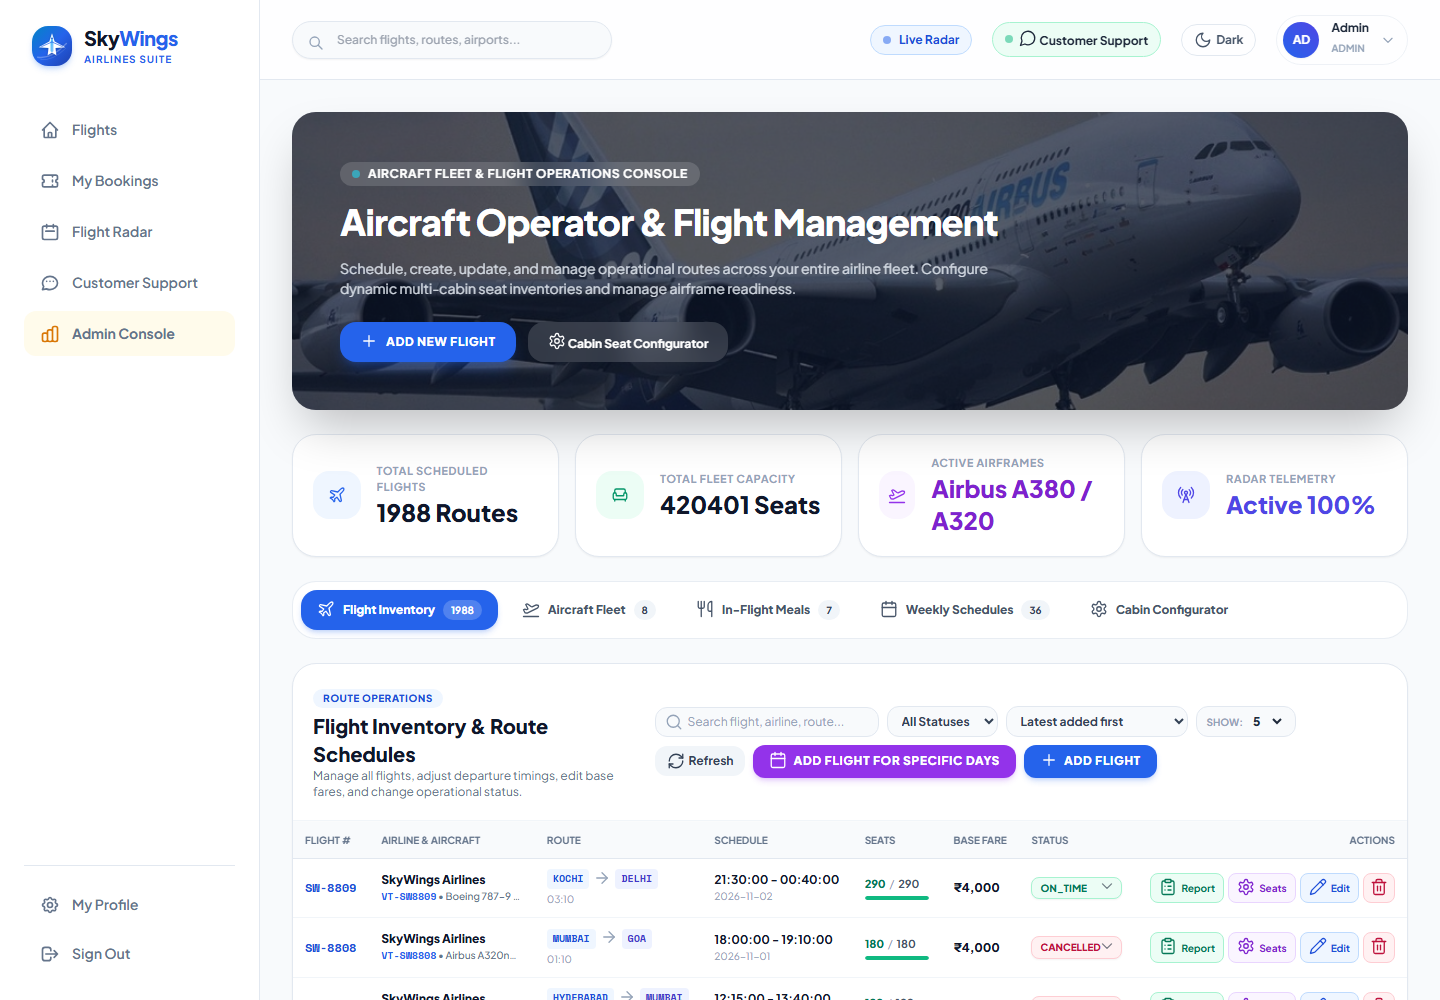 SkyWings
AIRLINES SUITE
Search flights, routes, airports...
Live Radar
Customer Support
Dark
AD
Admin
ADMIN
Flights
My Bookings
Flight Radar
Customer Support
Admin Console
My Profile
Sign Out
AIRBUS
AIRCRAFT FLEET & FLIGHT OPERATIONS CONSOLE
Aircraft Operator & Flight Management
Schedule, create, update, and manage operational routes across your entire airline fleet. Configure
dynamic multi-cabin seat inventories and manage airframe readiness.
ADD NEW FLIGHT
Cabin Seat Configurator
TOTAL SCHEDULED
FLIGHTS
1988 Routes
TOTAL FLEET CAPACITY
420401 Seats
ACTIVE AIRFRAMES
Airbus A380 /
A320
RADAR TELEMETRY
Active 100%
Flight Inventory 1988
Aircraft Fleet 8
In-Flight Meals 7
Weekly Schedules 36
Cabin Configurator
ROUTE OPERATIONS
Flight Inventory & Route
Schedules
Manage all flights, adjust departure timings, edit base
fares, and change operational status.
Search flight, airline, route...
All Statuses
Latest added first
SHOW: 5
Refresh
ADD FLIGHT FOR SPECIFIC DAYS
ADD FLIGHT
FLIGHT # AIRLINE & AIRCRAFT ROUTE SCHEDULE SEATS BASE FARE STATUS ACTIONS
SW-8809
SkyWings Airlines
VT-SW8809 • Boeing 787-9 ...
KOCHI → DELHI
03:10
21:30:00 - 00:40:00
2026-11-02
290 / 290
₹4,000
ON_TIME
Report
Seats
Edit
SW-8808
SkyWings Airlines
VT-SW8808 • Airbus A320n...
MUMBAI → GOA
01:10
18:00:00 - 19:10:00
2026-11-01
180 / 180
₹4,000
CANCELLED
Report
Seats
Edit
SkyWings Airlines
HYDERABAD → MUMBAI
12:15:00 - 13:40:00